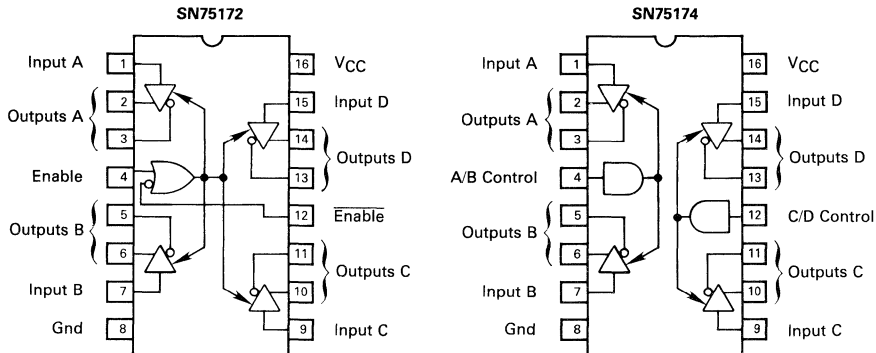 SN75172
Input A
1
16
VCC
Outputs A
2
15
Input D
3
14
Outputs D
Enable
4
13
Outputs B
5
12
Enable
6
11
Outputs C
Input B
7
10
Gnd
8
9
Input C
SN75174
Input A
1
16
VCC
Outputs A
2
15
Input D
3
14
Outputs D
A/B Control
4
13
Outputs B
5
12
C/D Control
6
11
Outputs C
Input B
7
10
Gnd
8
9
Input C